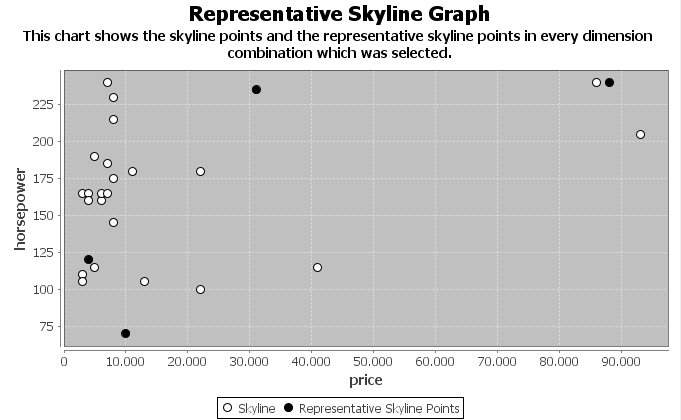 Representative Skyline Graph
This chart shows the skyline points and the representative skyline points in every dimension
combination which was selected.
225
200
175
150
125
100
75
horsepower
0 10.000 20.000 30.000 40.000 50.000 60.000 70.000 80.000 90.000
price
Skyline Representative Skyline Points